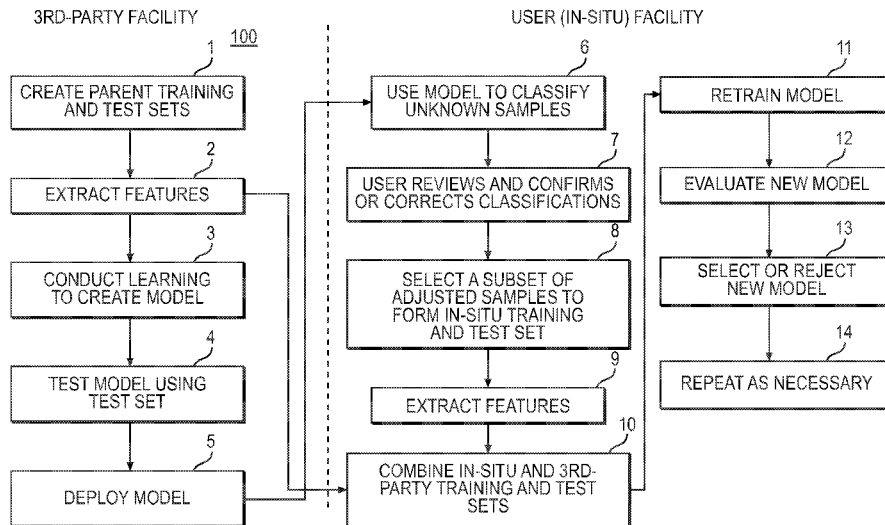 3RD-PARTY FACILITY
100
1
CREATE PARENT TRAINING
AND TEST SETS
2
EXTRACT FEATURES
3
CONDUCT LEARNING
TO CREATE MODEL
4
TEST MODEL USING
TEST SET
5
DEPLOY MODEL
USER (IN-SITU) FACILITY
6
USE MODEL TO CLASSIFY
UNKNOWN SAMPLES
7
USER REVIEWS AND CONFIRMS
OR CORRECTS CLASSIFICATIONS
8
SELECT A SUBSET OF
ADJUSTED SAMPLES TO
FORM IN-SITU TRAINING
AND TEST SET
9
EXTRACT FEATURES
10
COMBINE IN-SITU AND 3RD-
PARTY TRAINING AND TEST
SETS
11
RETRAIN MODEL
12
EVALUATE NEW MODEL
13
SELECT OR REJECT
NEW MODEL
14
REPEAT AS NECESSARY